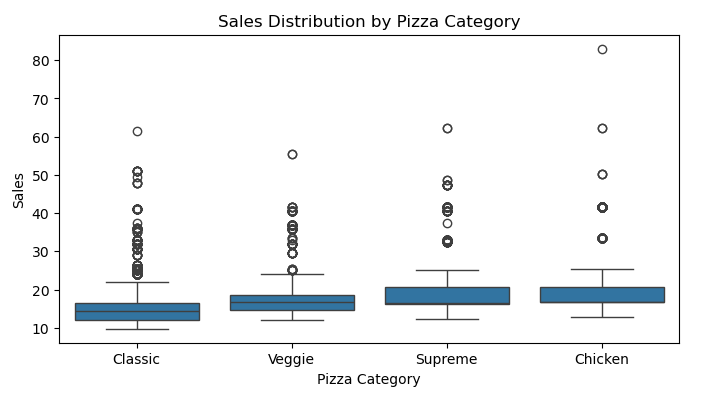 Sales Distribution by Pizza Category
80
70
60
50
40
30
20
10
Sales
Classic Veggie Supreme Chicken
Pizza Category